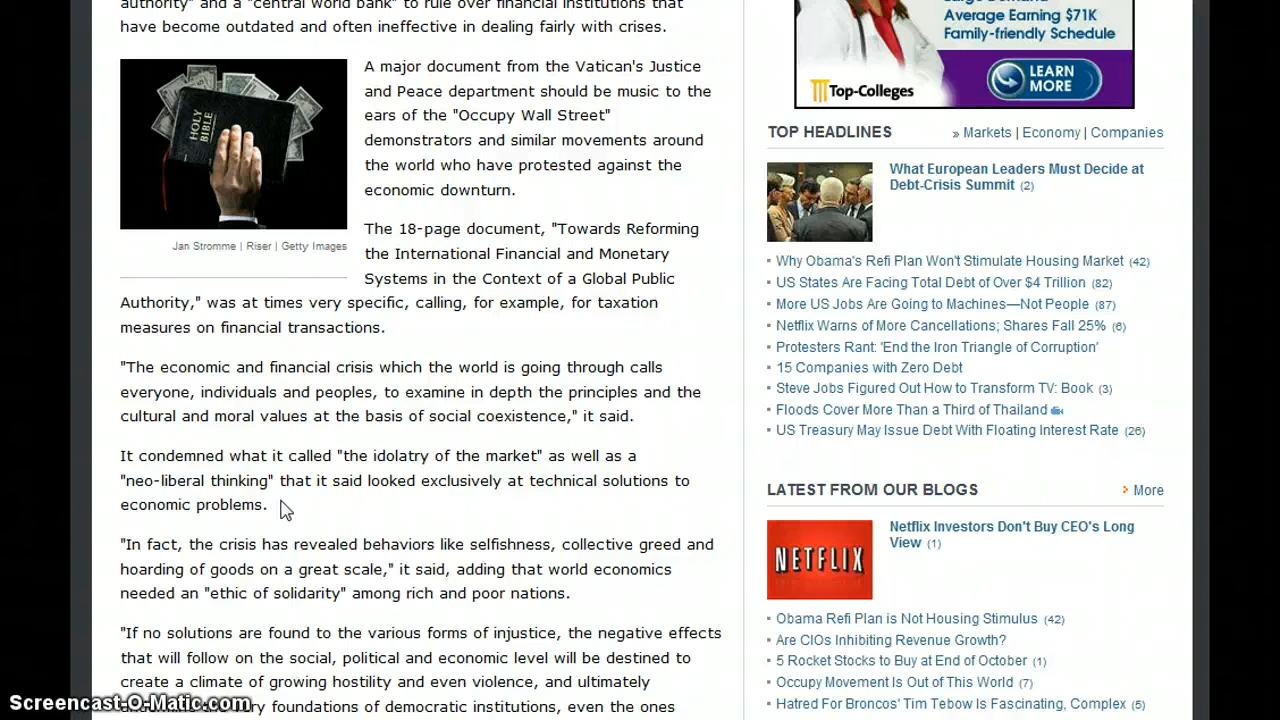 authority" and a "central world bank" to rule over financial institutions that
have become outdated and often ineffective in dealing fairly with crises.
HOLY BIBLE
Jan Stromme | Riser | Getty Images
A major document from the Vatican's Justice
and Peace department should be music to the
ears of the "Occupy Wall Street"
demonstrators and similar movements around
the world who have protested against the
economic downturn.
The 18-page document, "Towards Reforming
the International Financial and Monetary
Systems in the Context of a Global Public
Authority," was at times very specific, calling, for example, for taxation
measures on financial transactions.
"The economic and financial crisis which the world is going through calls
everyone, individuals and peoples, to examine in depth the principles and the
cultural and moral values at the basis of social coexistence," it said.
It condemned what it called "the idolatry of the market" as well as a
"neo-liberal thinking" that it said looked exclusively at technical solutions to
economic problems.
"In fact, the crisis has revealed behaviors like selfishness, collective greed and
hoarding of goods on a great scale," it said, adding that world economics
needed an "ethic of solidarity" among rich and poor nations.
"If no solutions are found to the various forms of injustice, the negative effects
that will follow on the social, political and economic level will be destined to
create a climate of growing hostility and even violence, and ultimately
foundations of democratic institutions, even the ones
Screencast-O-Matic.com
Average Earning $71K
Family-friendly Schedule
Top-Colleges
LEARN
MORE
TOP HEADLINES
» Markets | Economy | Companies
What European Leaders Must Decide at
Debt-Crisis Summit (2)
Why Obama's Refi Plan Won't Stimulate Housing Market (42)
US States Are Facing Total Debt of Over $4 Trillion (82)
More US Jobs Are Going to Machines—Not People (87)
Netflix Warns of More Cancellations; Shares Fall 25% (6)
Protesters Rant: 'End the Iron Triangle of Corruption'
15 Companies with Zero Debt
Steve Jobs Figured Out How to Transform TV: Book (3)
Floods Cover More Than a Third of Thailand
US Treasury May Issue Debt With Floating Interest Rate (26)
LATEST FROM OUR BLOGS
More
NETFLIX
Netflix Investors Don't Buy CEO's Long
View (1)
Obama Refi Plan is Not Housing Stimulus (42)
Are CIOs Inhibiting Revenue Growth?
5 Rocket Stocks to Buy at End of October (1)
Occupy Movement Is Out of This World (7)
Hatred For Broncos' Tim Tebow Is Fascinating, Complex (5)